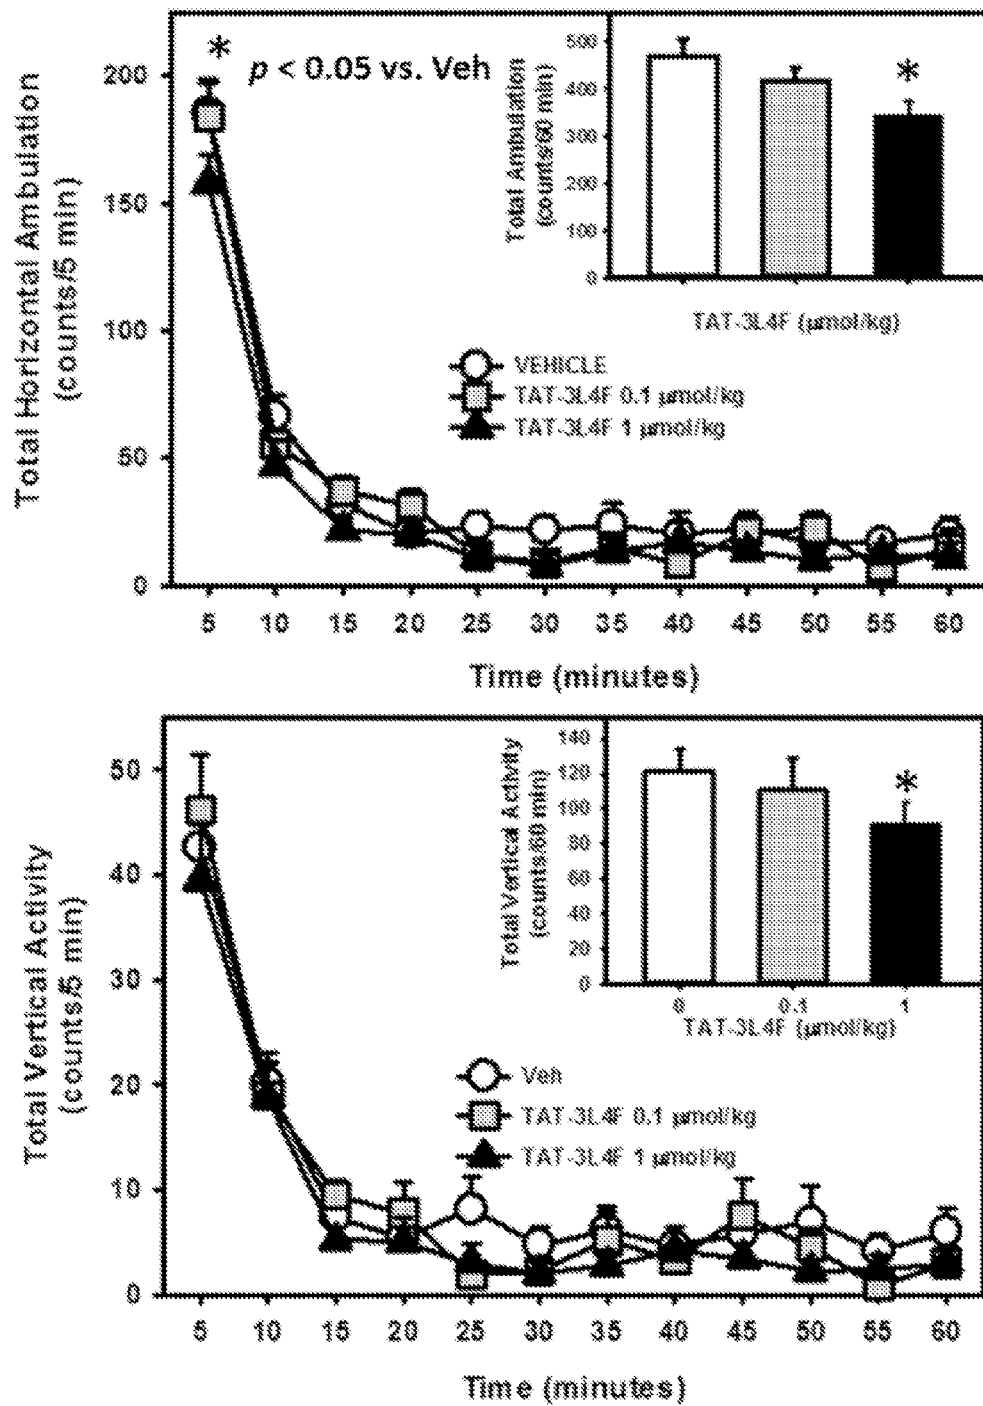 *
p < 0.05 vs. Veh
Total Horizontal Ambulation
(counts/5 min)
200
150
100
50
0
5 10 15 20 25 30 35 40 45 50 55 60
Time (minutes)
Total Ambulation
(counts/60 min)
500
400
300
200
100
0
*
TAT-3L4F (µmol/kg)
VEHICLE
TAT-3L4F 0.1 µmol/kg
TAT-3L4F 1 µmol/kg
Total Vertical Activity
(counts/5 min)
50
40
30
20
10
0
5 10 15 20 25 30 35 40 45 50 55 60
Time (minutes)
Total Vertical Activity
(counts/60 min)
140
120
100
80
60
40
20
0
*
0 0.1 1
TAT-3L4F (µmol/kg)
Veh
TAT-3L4F 0.1 µmol/kg
TAT-3L4F 1 µmol/kg